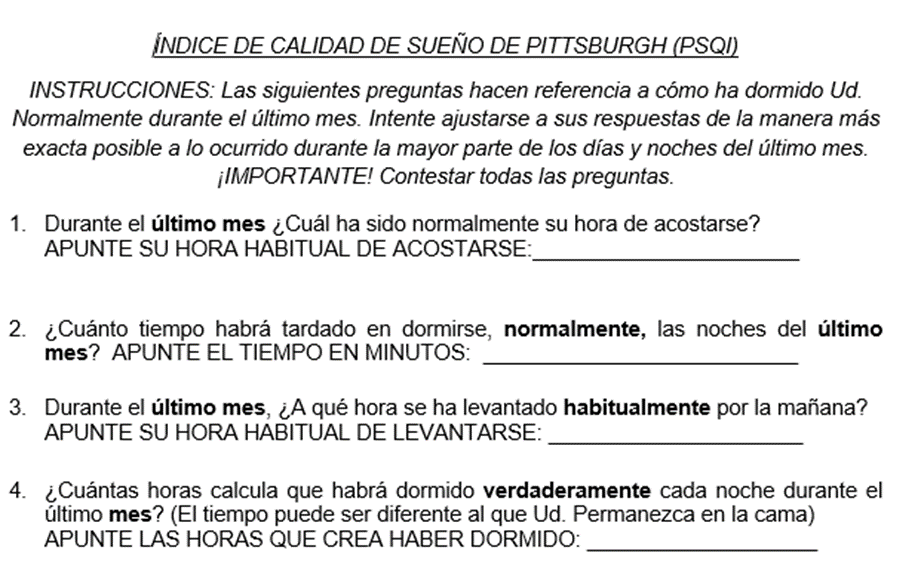 ÍNDICE DE CALIDAD DE SUEÑO DE PITTSBURGH (PSQI)
INSTRUCCIONES: Las siguientes preguntas hacen referencia a cómo ha dormido Ud.
Normalmente durante el último mes. Intente ajustarse a sus respuestas de la manera más
exacta posible a lo ocurrido durante la mayor parte de los días y noches del último mes.
¡IMPORTANTE! Contestar todas las preguntas.
1. Durante el último mes ¿Cuál ha sido normalmente su hora de acostarse?
APUNTE SU HORA HABITUAL DE ACOSTARSE:
2. ¿Cuánto tiempo habrá tardado en dormirse, normalmente, las noches del último
mes? APUNTE EL TIEMPO EN MINUTOS:
3. Durante el último mes, ¿A qué hora se ha levantado habitualmente por la mañana?
APUNTE SU HORA HABITUAL DE LEVANTARSE:
4. ¿Cuántas horas calcula que habrá dormido verdaderamente cada noche durante el
último mes? (El tiempo puede ser diferente al que Ud. Permanezca en la cama)
APUNTE LAS HORAS QUE CREA HABER DORMIDO: